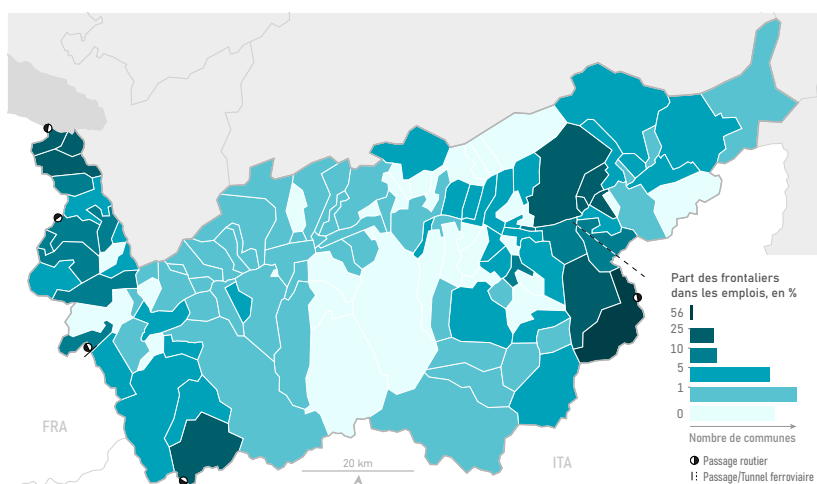 Part des frontaliers
dans les emplois, en %
56
25
10
5
1
0
Nombre de communes
Passage routier
Passage/Tunnel ferroviaire
FRA
ITA
20 km